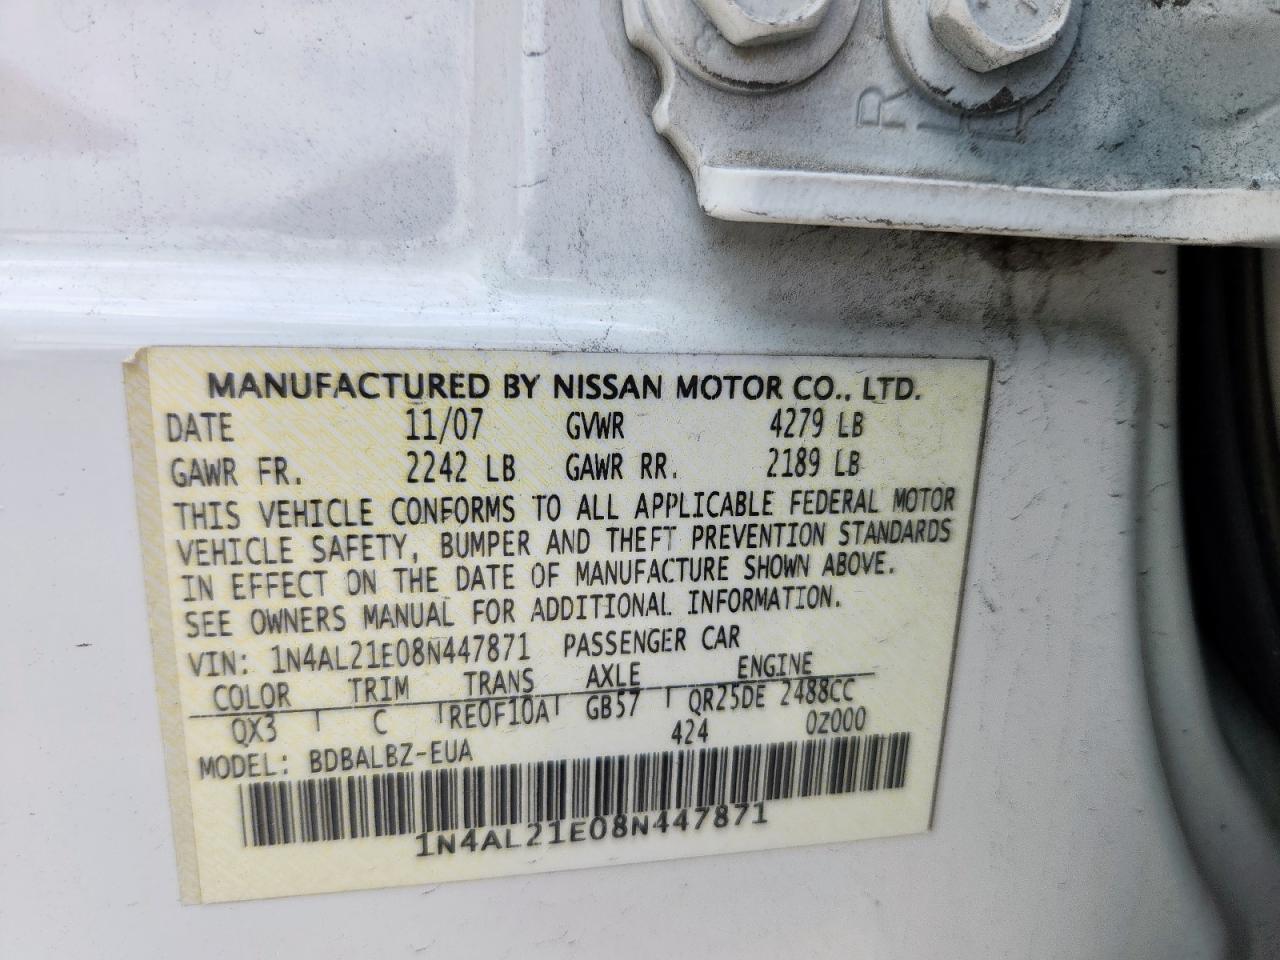 R
L
MANUFACTURED BY NISSAN MOTOR CO., LTD.
DATE 11/07 GVWR 4279 LB
GAWR FR. 2242 LB GAWR RR. 2189 LB
THIS VEHICLE CONFORMS TO ALL APPLICABLE FEDERAL MOTOR
VEHICLE SAFETY, BUMPER AND THEFT PREVENTION STANDARDS
IN EFFECT ON THE DATE OF MANUFACTURE SHOWN ABOVE.
SEE OWNERS MANUAL FOR ADDITIONAL INFORMATION.
VIN: 1N4AL21E08N447871 PASSENGER CAR
COLOR TRIM TRANS AXLE ENGINE
QX3 C RE0F10A GB57 QR25DE 2488CC
424 0Z000
MODEL: BDBALBZ-EUA
1N4AL21E08N447871